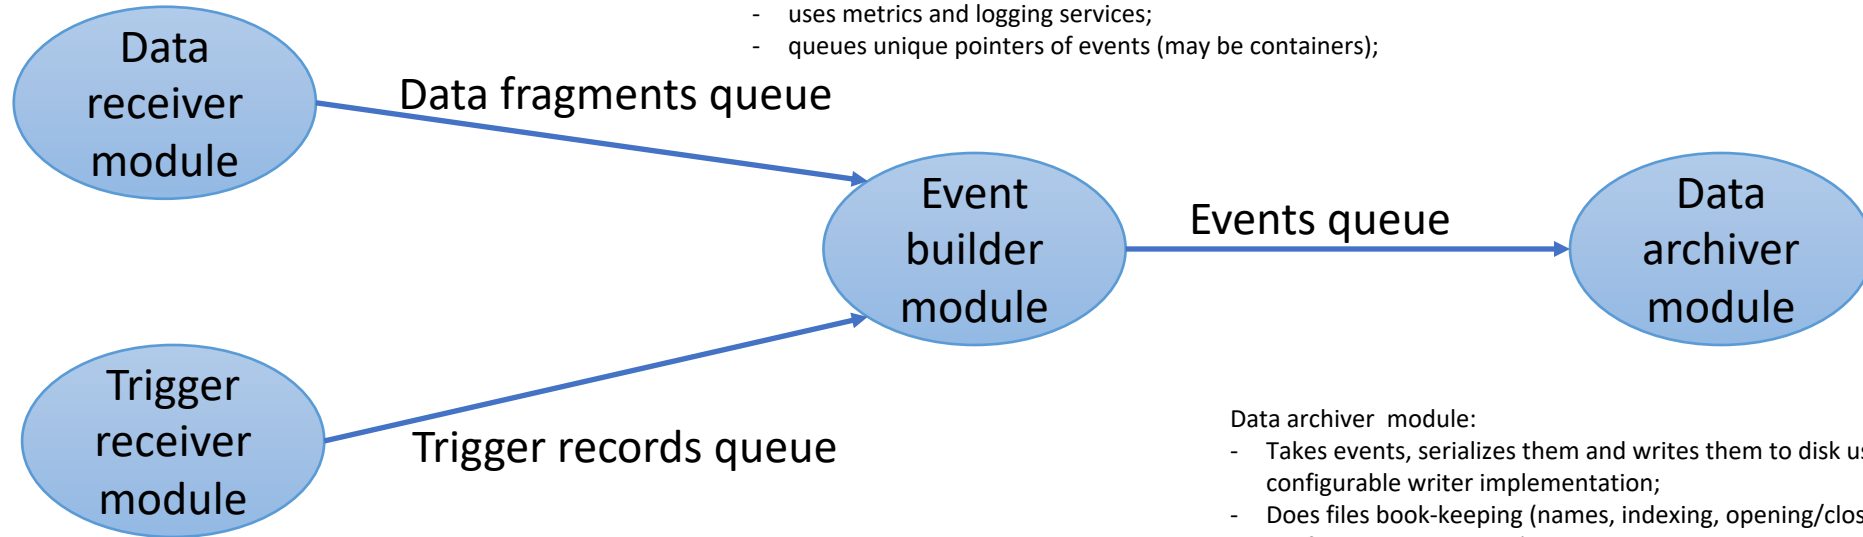 - uses metrics and logging services;
- queues unique pointers of events (may be containers);
Data
receiver
module
Data fragments queue
Event
builder
module
Events queue
Data
archiver
module
Trigger
receiver
module
Trigger records queue
Data archiver  module:
- Takes events, serializes them and writes them to disk us
configurable writer implementation;
- Does files book-keeping (names, indexing, opening/clos